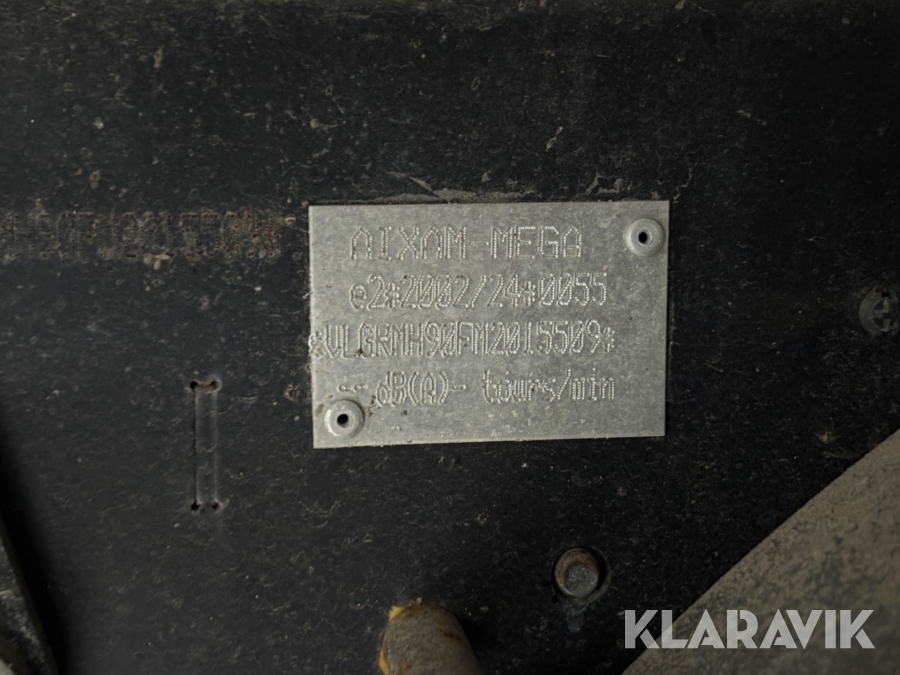 AIXAM-MEGA
e2*2002/24*0055
*VLGRMH90FM2015509*
-- dB(A)- tours/min
KLARAVIK